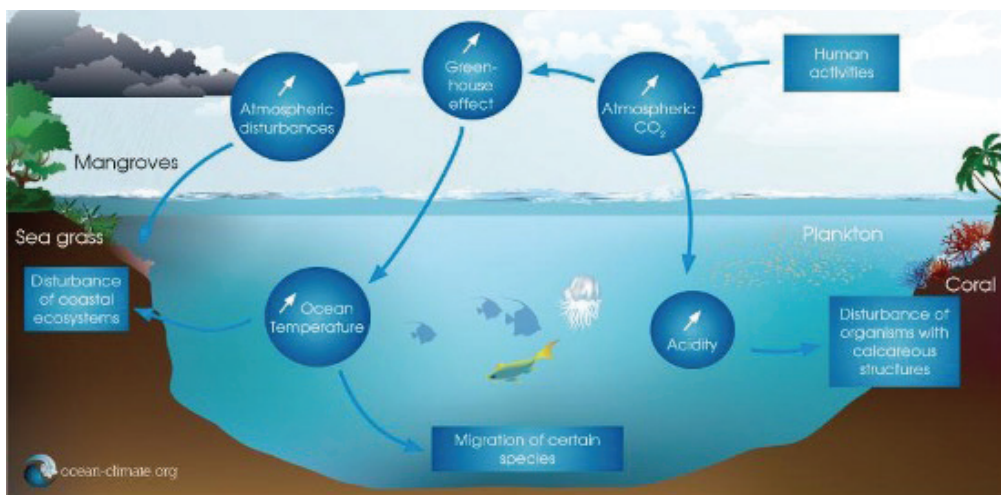 Human
activities
Green-
house
effect
Atmospheric
disturbances
Atmospheric
CO₂
Mangroves
Sea grass
Plankton
Coral
Disturbance
of coastal
ecosystems
Ocean
Temperature
Acidity
Disturbance of
organisms with
calcareous
structures
Migration of certain
species
ocean-climate.org